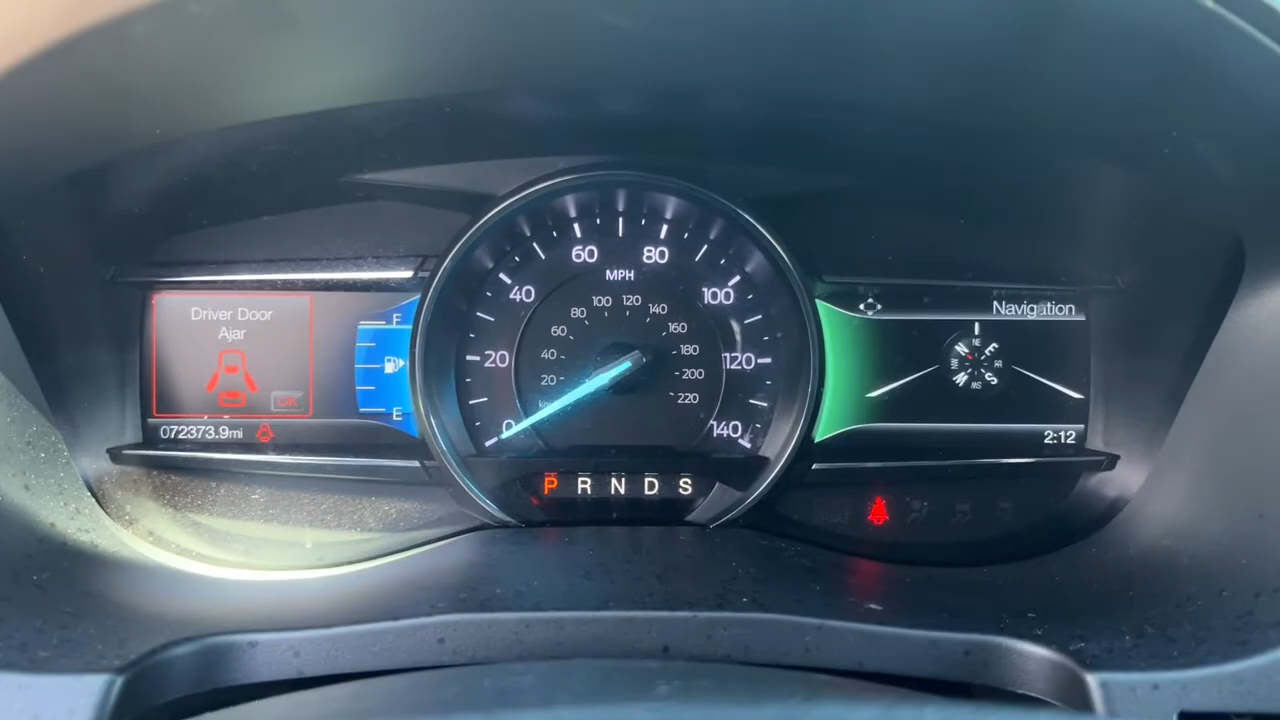 Driver Door
Ajar
OK
072373.9mi
F
E
0
20
40
60
80
100
120
140
MPH
20
40
60
80
100
120
140
160
180
200
220
P R N D S
Navigation
N
NE
E
S
SW
W
NW
2:12